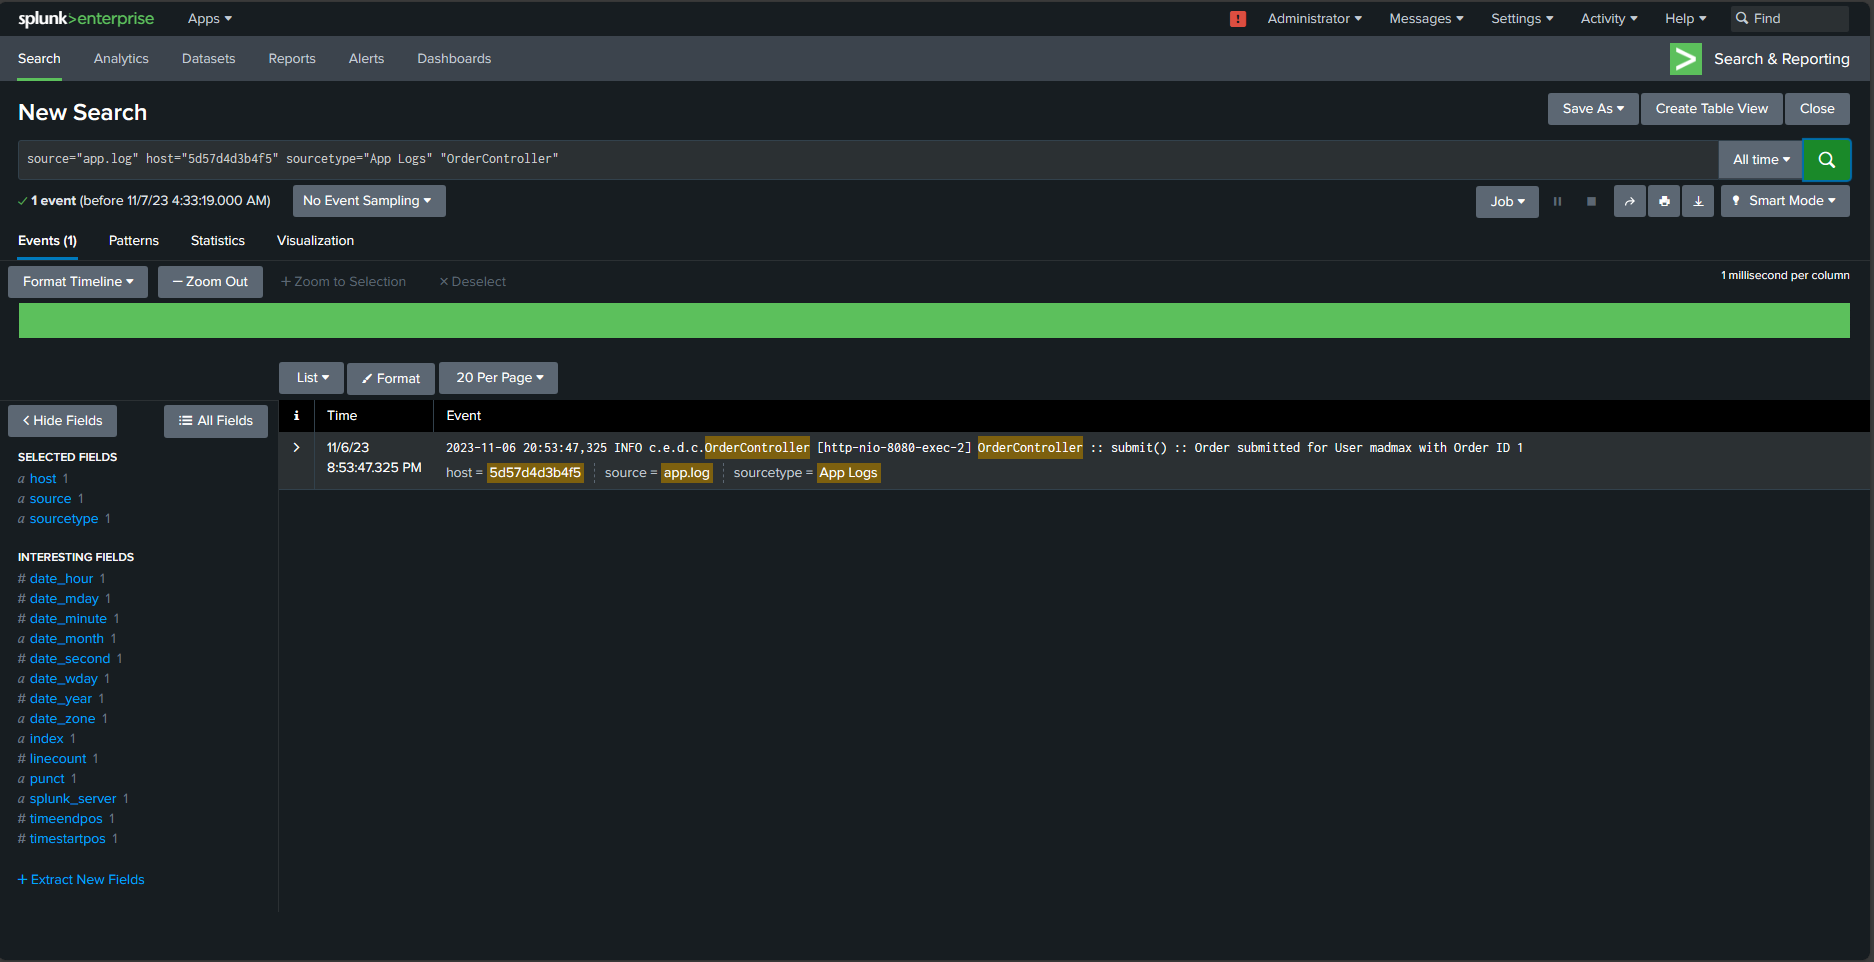 splunk>enterprise Apps Administrator Messages Settings Activity Help Find
Search Analytics Datasets Reports Alerts Dashboards Search & Reporting
New Search Save As Create Table View Close
source="app.log" host="5d57d4d3b4f5" sourcetype="App Logs" "OrderController" All time
1 event (before 11/7/23 4:33:19.000 AM) No Event Sampling Job Smart Mode
Events (1) Patterns Statistics Visualization
Format Timeline — Zoom Out + Zoom to Selection × Deselect 1 millisecond per column
List Format 20 Per Page
< Hide Fields All Fields
i Time Event
11/6/23 2023-11-06 20:53:47,325 INFO c.e.d.c.OrderController [http-nio-8080-exec-2] OrderController :: submit() :: Order submitted for User madmax with Order ID 1
8:53:47.325 PM host = 5d57d4d3b4f5 source = app.log sourcetype = App Logs
SELECTED FIELDS
a host 1
a source 1
a sourcetype 1
INTERESTING FIELDS
# date_hour 1
# date_mday 1
# date_minute 1
a date_month 1
# date_second 1
a date_wday 1
# date_year 1
a date_zone 1
a index 1
# linecount 1
a punct 1
a splunk_server 1
# timeendpos 1
# timestartpos 1
+ Extract New Fields